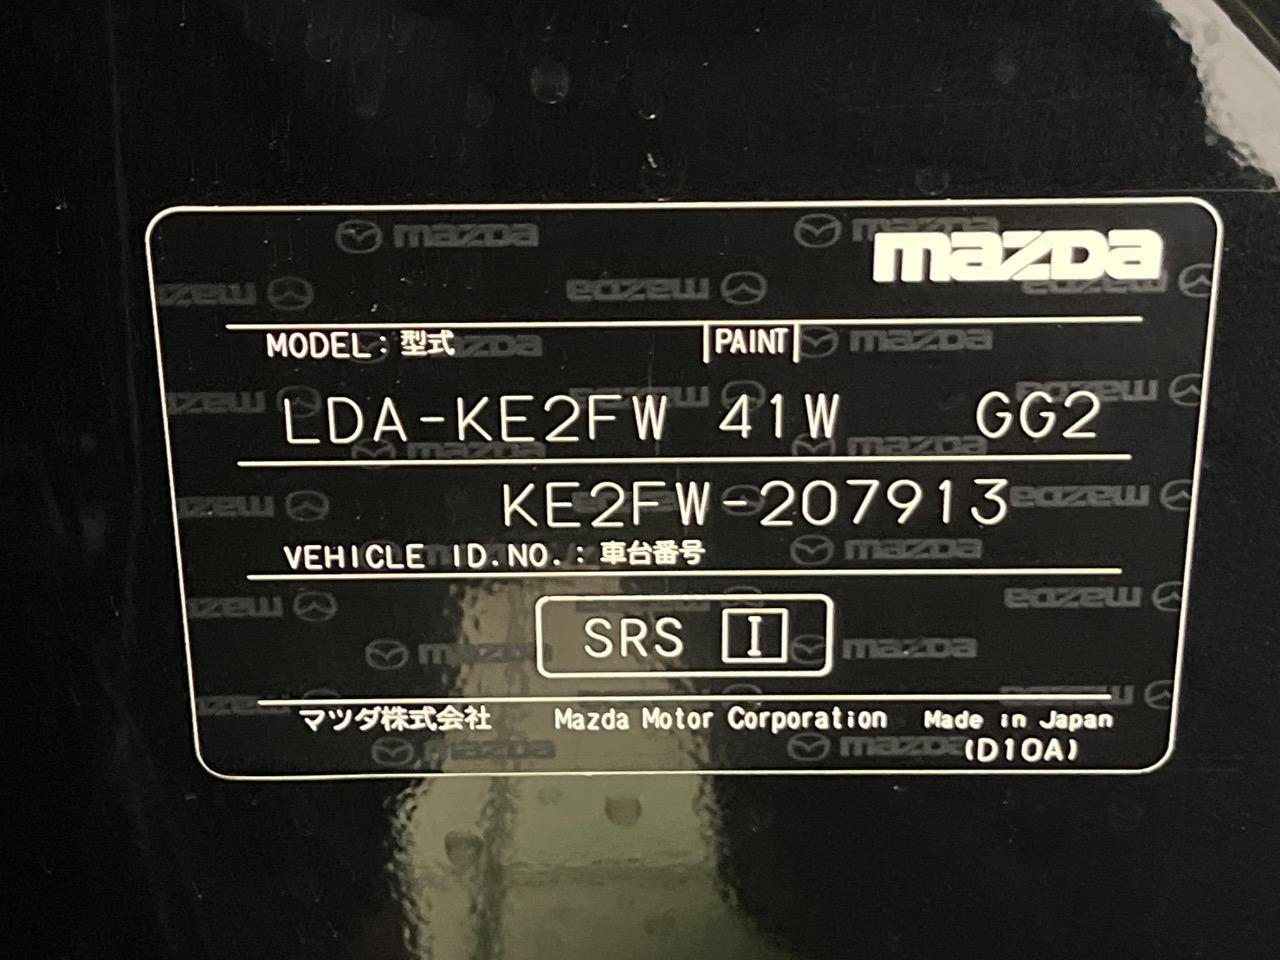 mazda
MODEL: 型式 PAINT
LDA-KE2FW 41W GG2
KE2FW-207913
VEHICLE ID.NO.: 車台番号
SRS I
マツダ株式会社 Mazda Motor Corporation Made in Japan
(D10A)